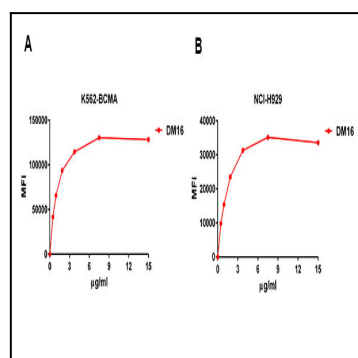 A
K562-BCMA
DM16
MFI
150000
100000
50000
0
0 3 6 9 12 15
µg/ml
B
NCI-H929
DM16
MFI
40000
30000
20000
10000
0
0 3 6 9 12 15
µg/ml